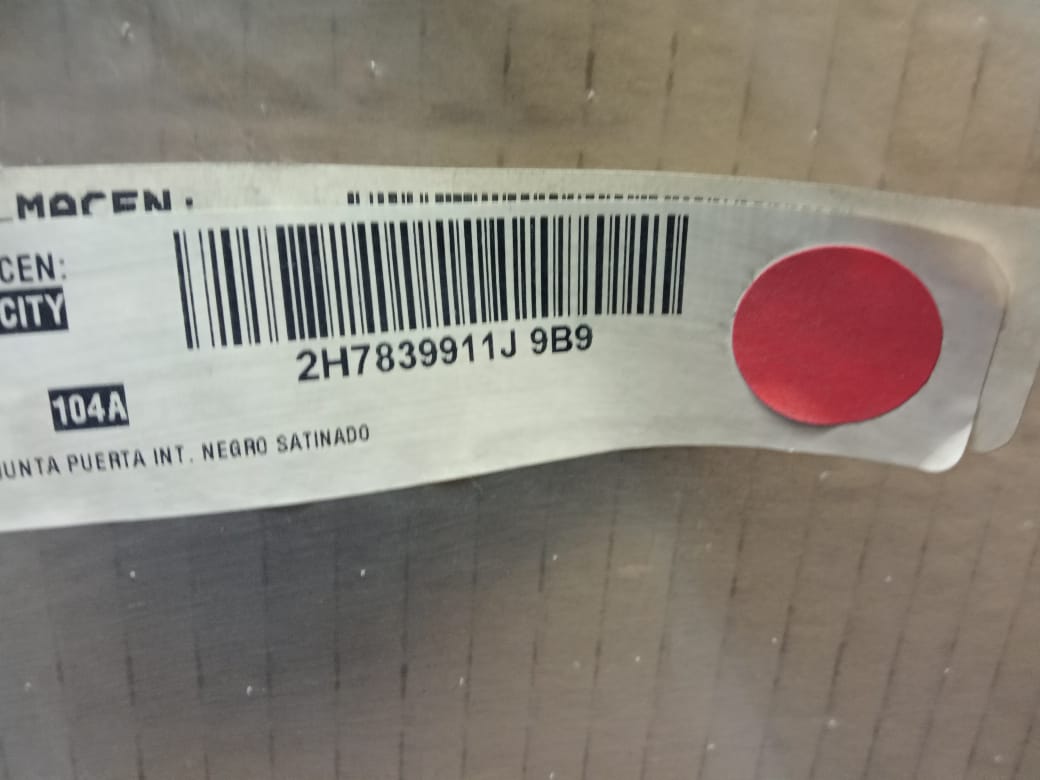 CEN:
CITY
2H7839911J 9B9
104A
JUNTA PUERTA INT. NEGRO SATINADO